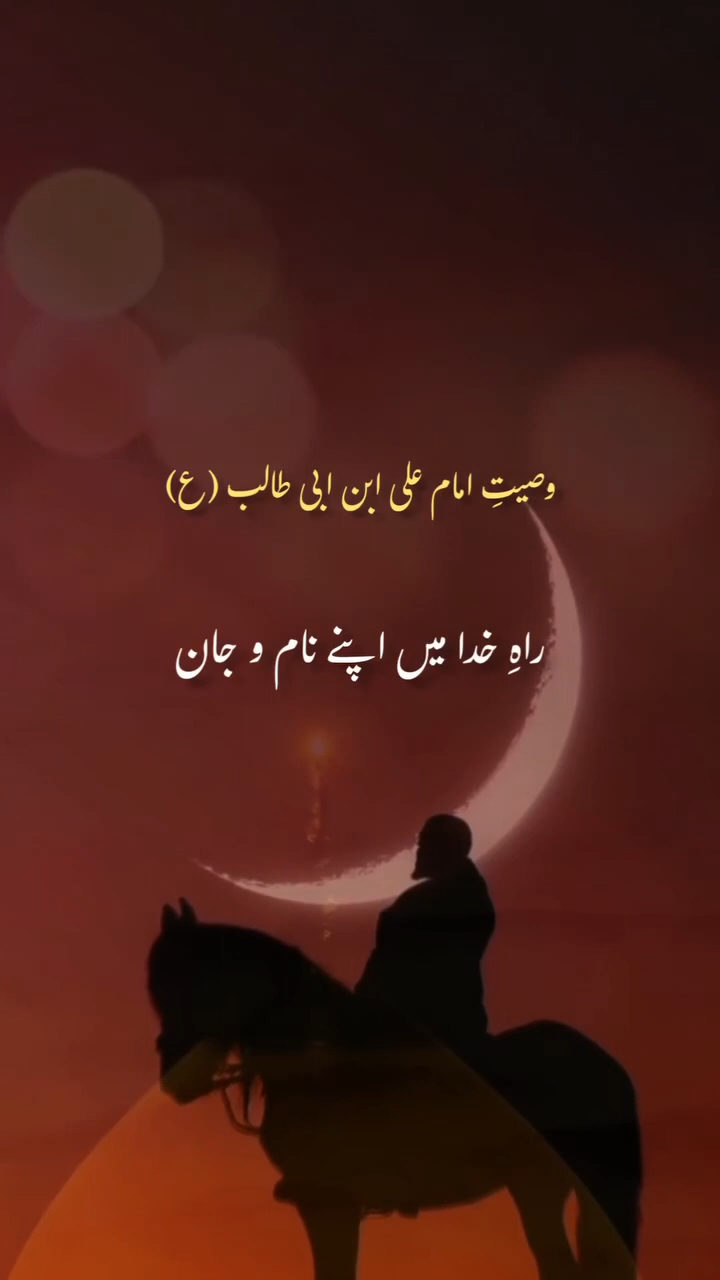 وصیتِ امام علی ابن ابی طالب (ع)
راہِ خدا میں اپنے نام و جان